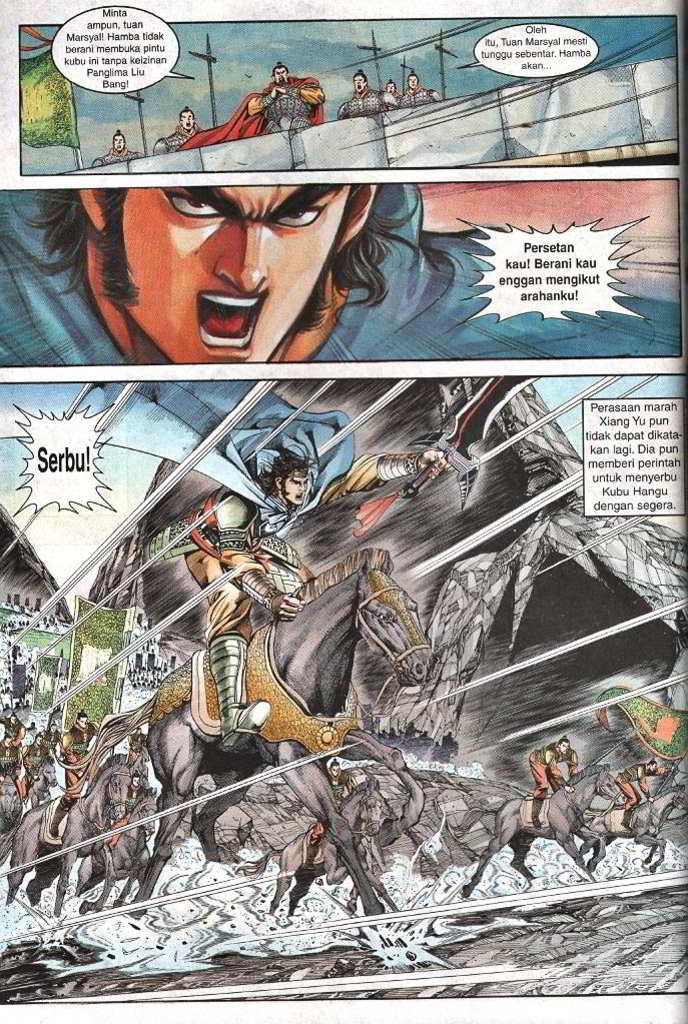 Minta
ampun, tuan
Marsyal! Hamba tidak
berani membuka pintu
kubu ini tanpa keizinan
Panglima Liu
Bang!
Oleh
itu, Tuan Marsyal mesti
tunggu sebentar. Hamba
akan...
Persetan
kau! Berani kau
enggan mengikut
arahanku!
Serbu!
Perasaan marah
Xiang Yu pun
tidak dapat dikata-
kan lagi. Dia pun
memberi perintah
untuk menyerbu
Kubu Hangu
dengan segera.